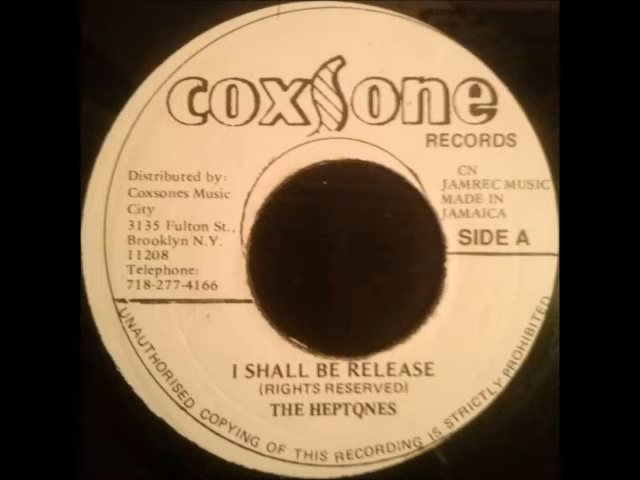 coxsone
RECORDS
Distributed by:
Coxsones Music
City
3135 Fulton St.,
Brooklyn N.Y.
11208
Telephone:
718-277-4166
CN
JAMREC MUSIC
MADE IN
JAMAICA
SIDE A
I SHALL BE RELEASE
(RIGHTS RESERVED)
THE HEPTONES
UNAUTHORISED COPYING OF THIS RECORDING IS STRICTLY PROHIBITED